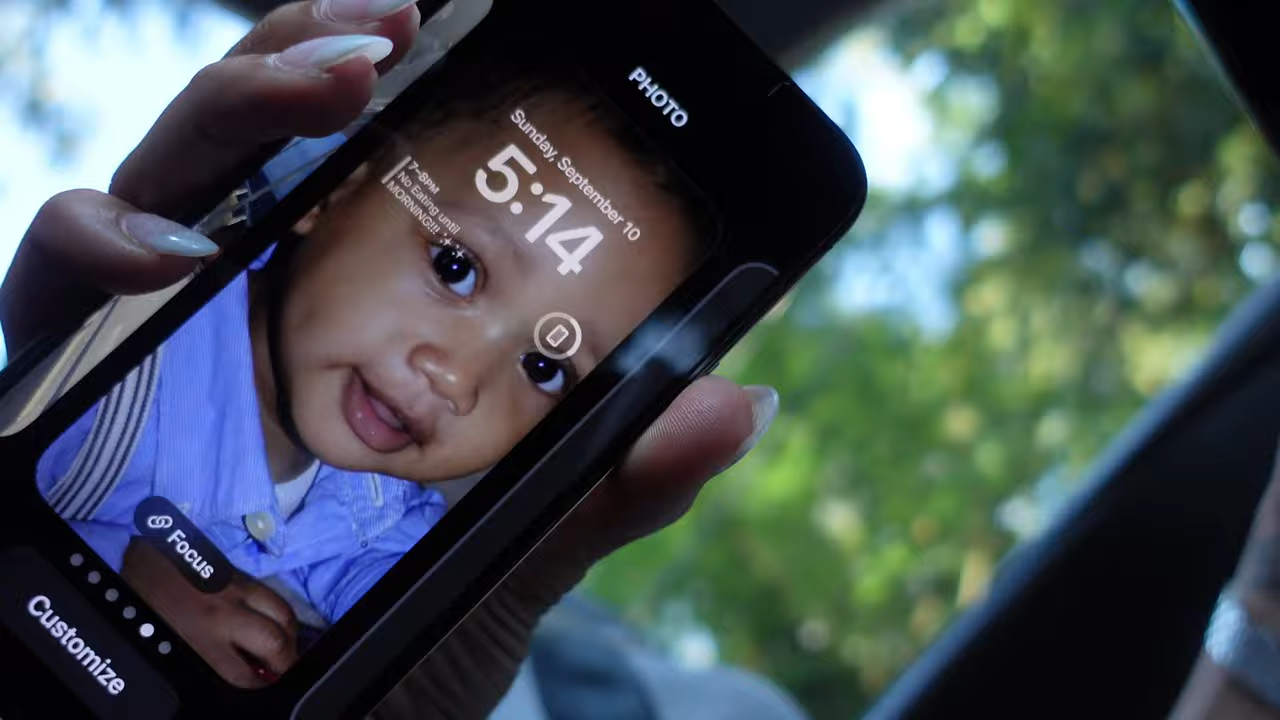 PHOTO
Sunday, September 10
5:14
7–8PM
No Eating until
MORNING!!!
Focus
Customize